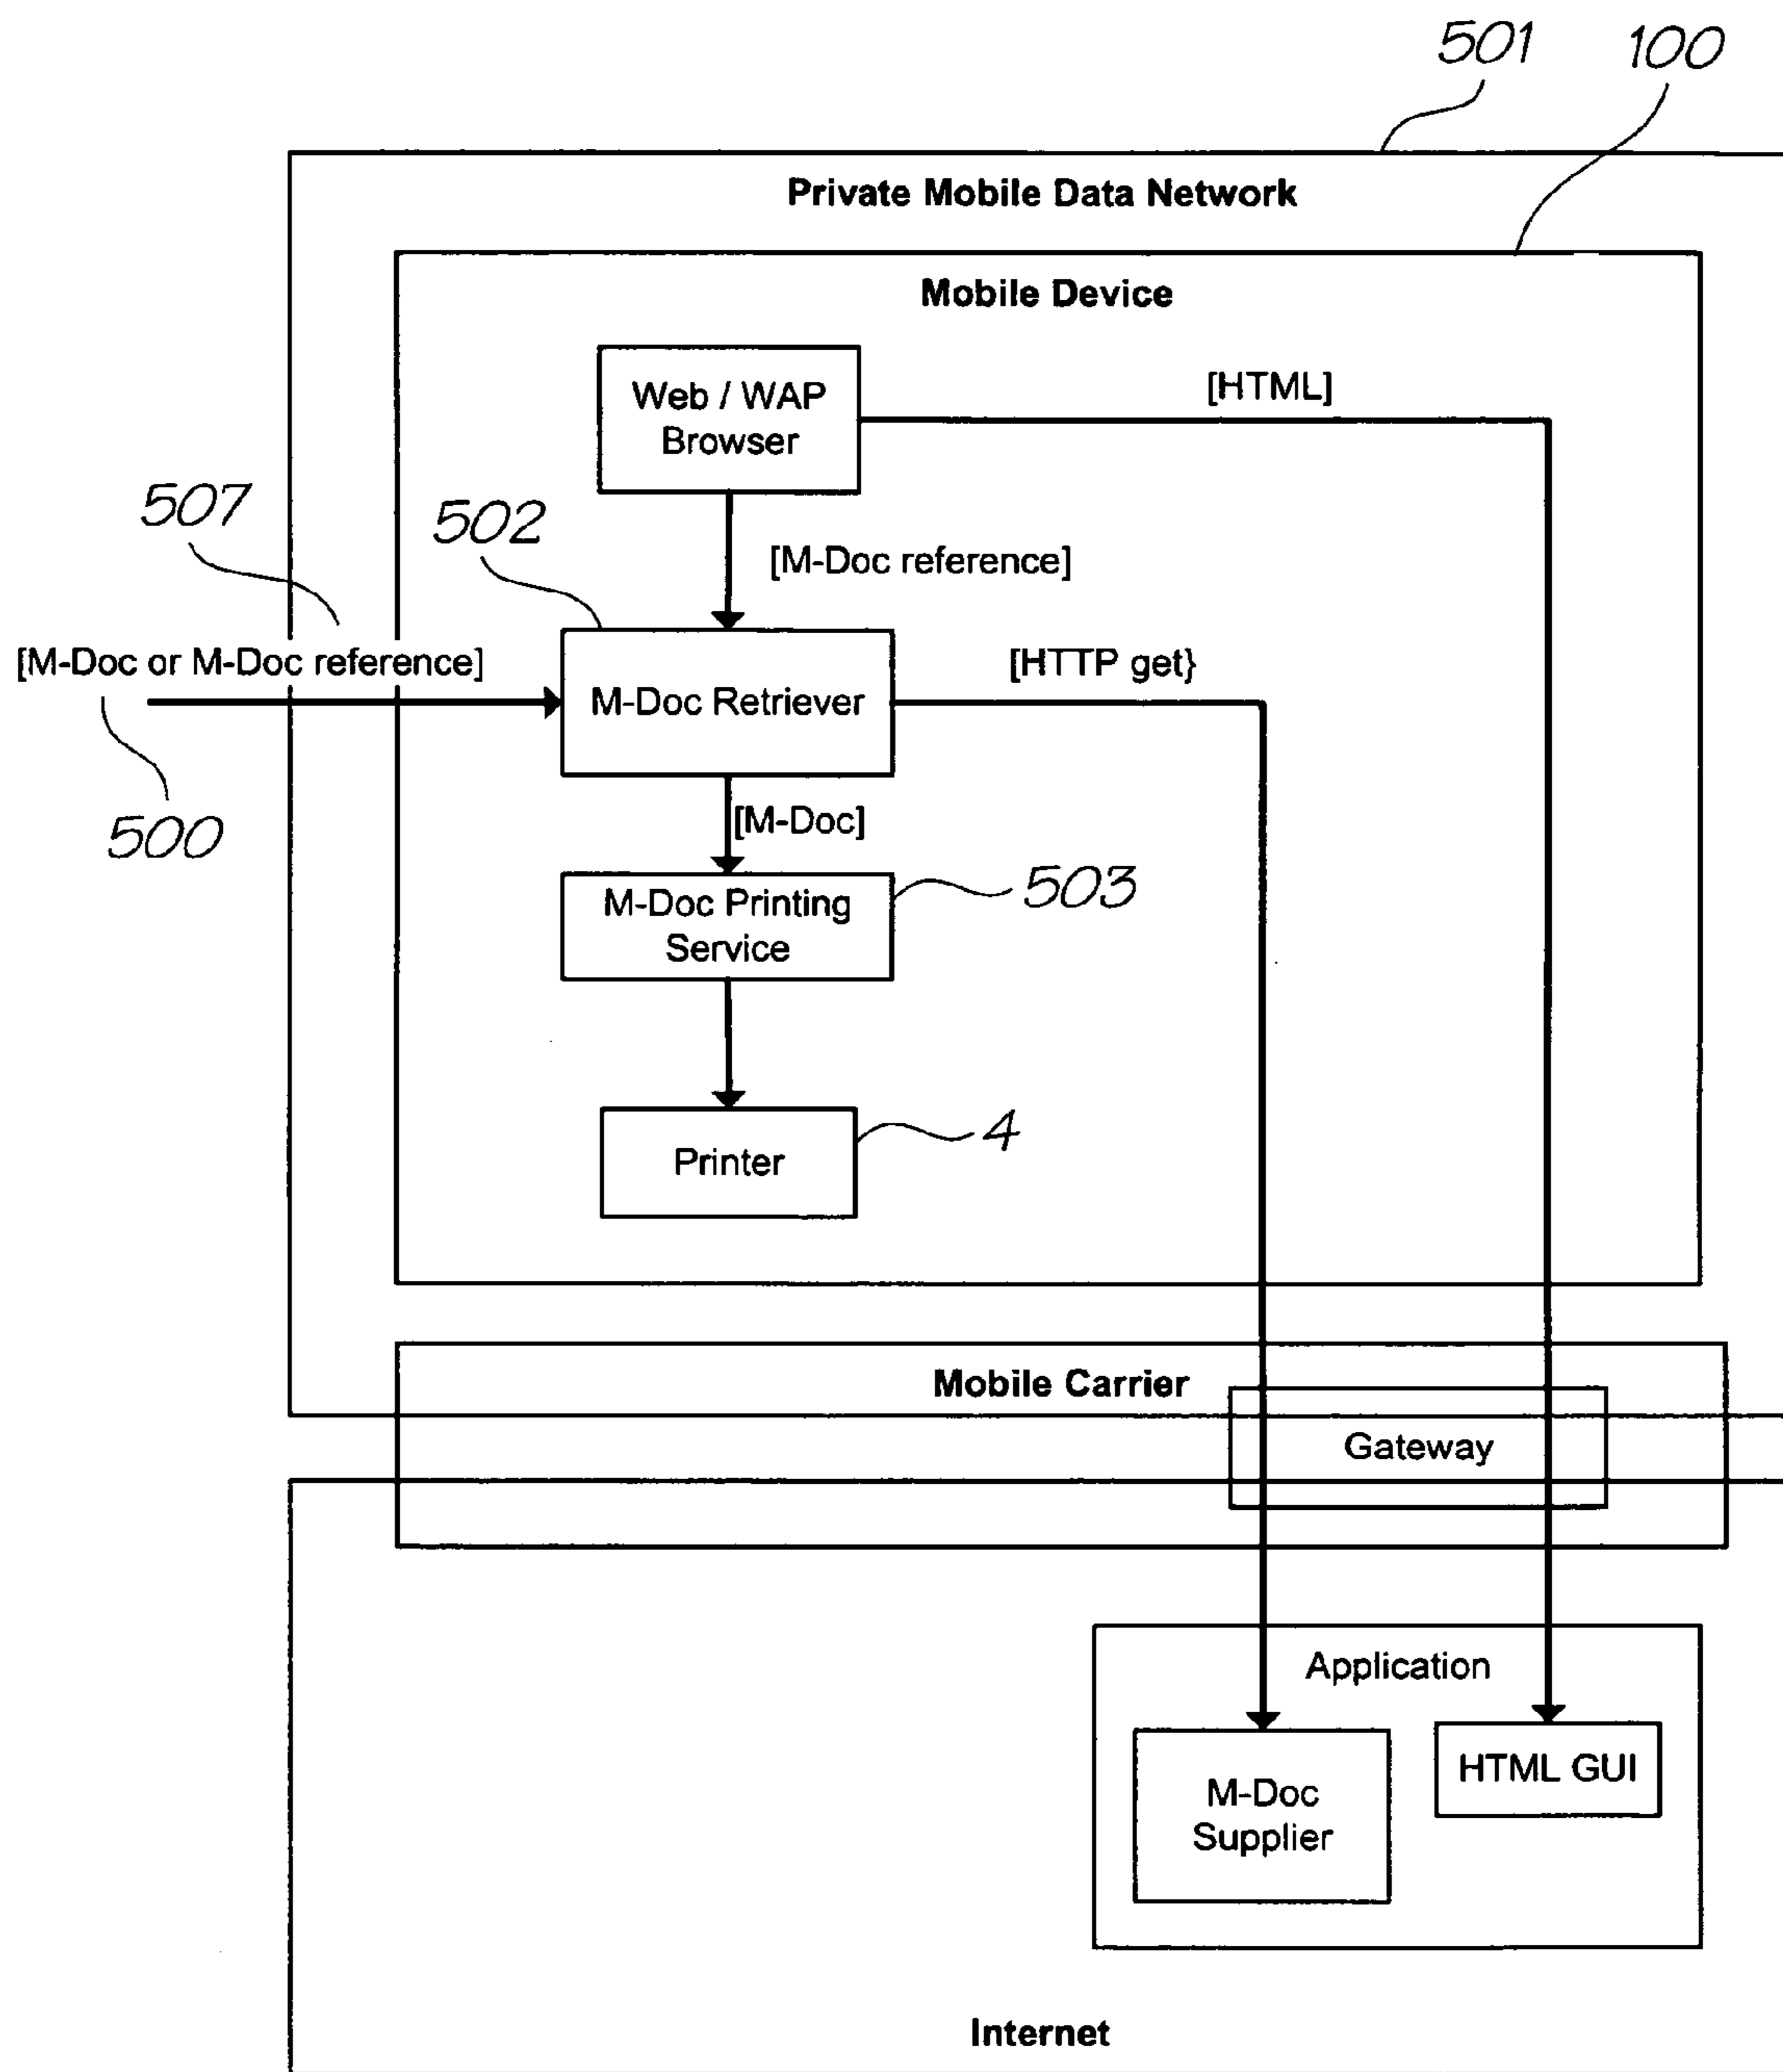 501
100
Private Mobile Data Network
Mobile Device
Web / WAP
Browser
[HTML]
507
502
[M-Doc reference]
[M-Doc or M-Doc reference]
M-Doc Retriever
[HTTP get}
500
[M-Doc]
M-Doc Printing
Service
503
Printer
4
Mobile Carrier
Gateway
Application
M-Doc
Supplier
HTML GUI
Internet